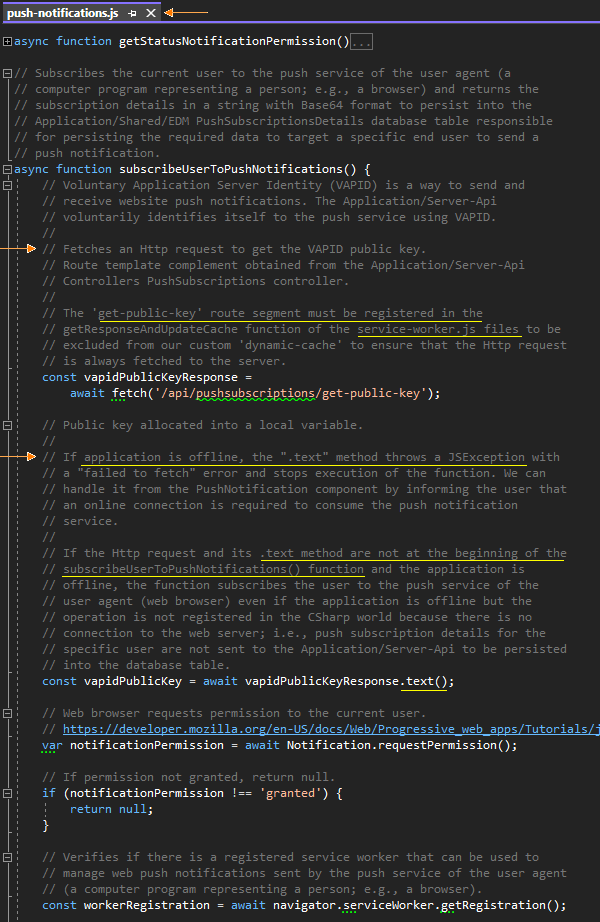 push-notifications.js
async function getStatusNotificationPermission()...
// Subscribes the current user to the push service of the user agent (a
// computer program representing a person; e.g., a browser) and returns the
// subscription details in a string with Base64 format to persist into the
// Application/Shared/EDM PushSubscriptionsDetails database table responsible
// for persisting the required data to target a specific end user to send a
// push notification.
async function subscribeUserToPushNotifications() {
// Voluntary Application Server Identity (VAPID) is a way to send and
// receive website push notifications. The Application/Server-Api
// voluntarily identifies itself to the push service using VAPID.
//
// Fetches an Http request to get the VAPID public key.
// Route template complement obtained from the Application/Server-Api
// Controllers PushSubscriptions controller.
//
// The 'get-public-key' route segment must be registered in the
// getResponseAndUpdateCache function of the service-worker.js files to be
// excluded from our custom 'dynamic-cache' to ensure that the Http request
// is always fetched to the server.
const vapidPublicKeyResponse =
await fetch('/api/pushsubscriptions/get-public-key');
// Public key allocated into a local variable.
//
// If application is offline, the ".text" method throws a JSException with
// a "failed to fetch" error and stops execution of the function. We can
// handle it from the PushNotification component by informing the user that
// an online connection is required to consume the push notification
// service.
//
// If the Http request and its .text method are not at the beginning of the
// subscribeUserToPushNotifications() function and the application is
// offline, the function subscribes the user to the push service of the
// user agent (web browser) even if the application is offline but the
// operation is not registered in the CSharp world because there is no
// connection to the web server; i.e., push subscription details for the
// specific user are not sent to the Application/Server-Api to be persisted
// into the database table.
const vapidPublicKey = await vapidPublicKeyResponse.text();
// Web browser requests permission to the current user.
// https://developer.mozilla.org/en-US/docs/Web/Progressive_web_apps/Tutorials/j
var notificationPermission = await Notification.requestPermission();
// If permission not granted, return null.
if (notificationPermission !== 'granted') {
return null;
}
// Verifies if there is a registered service worker that can be used to
// manage web push notifications sent by the push service of the user agent
// (a computer program representing a person; e.g., a browser).
const workerRegistration = await navigator.serviceWorker.getRegistration();